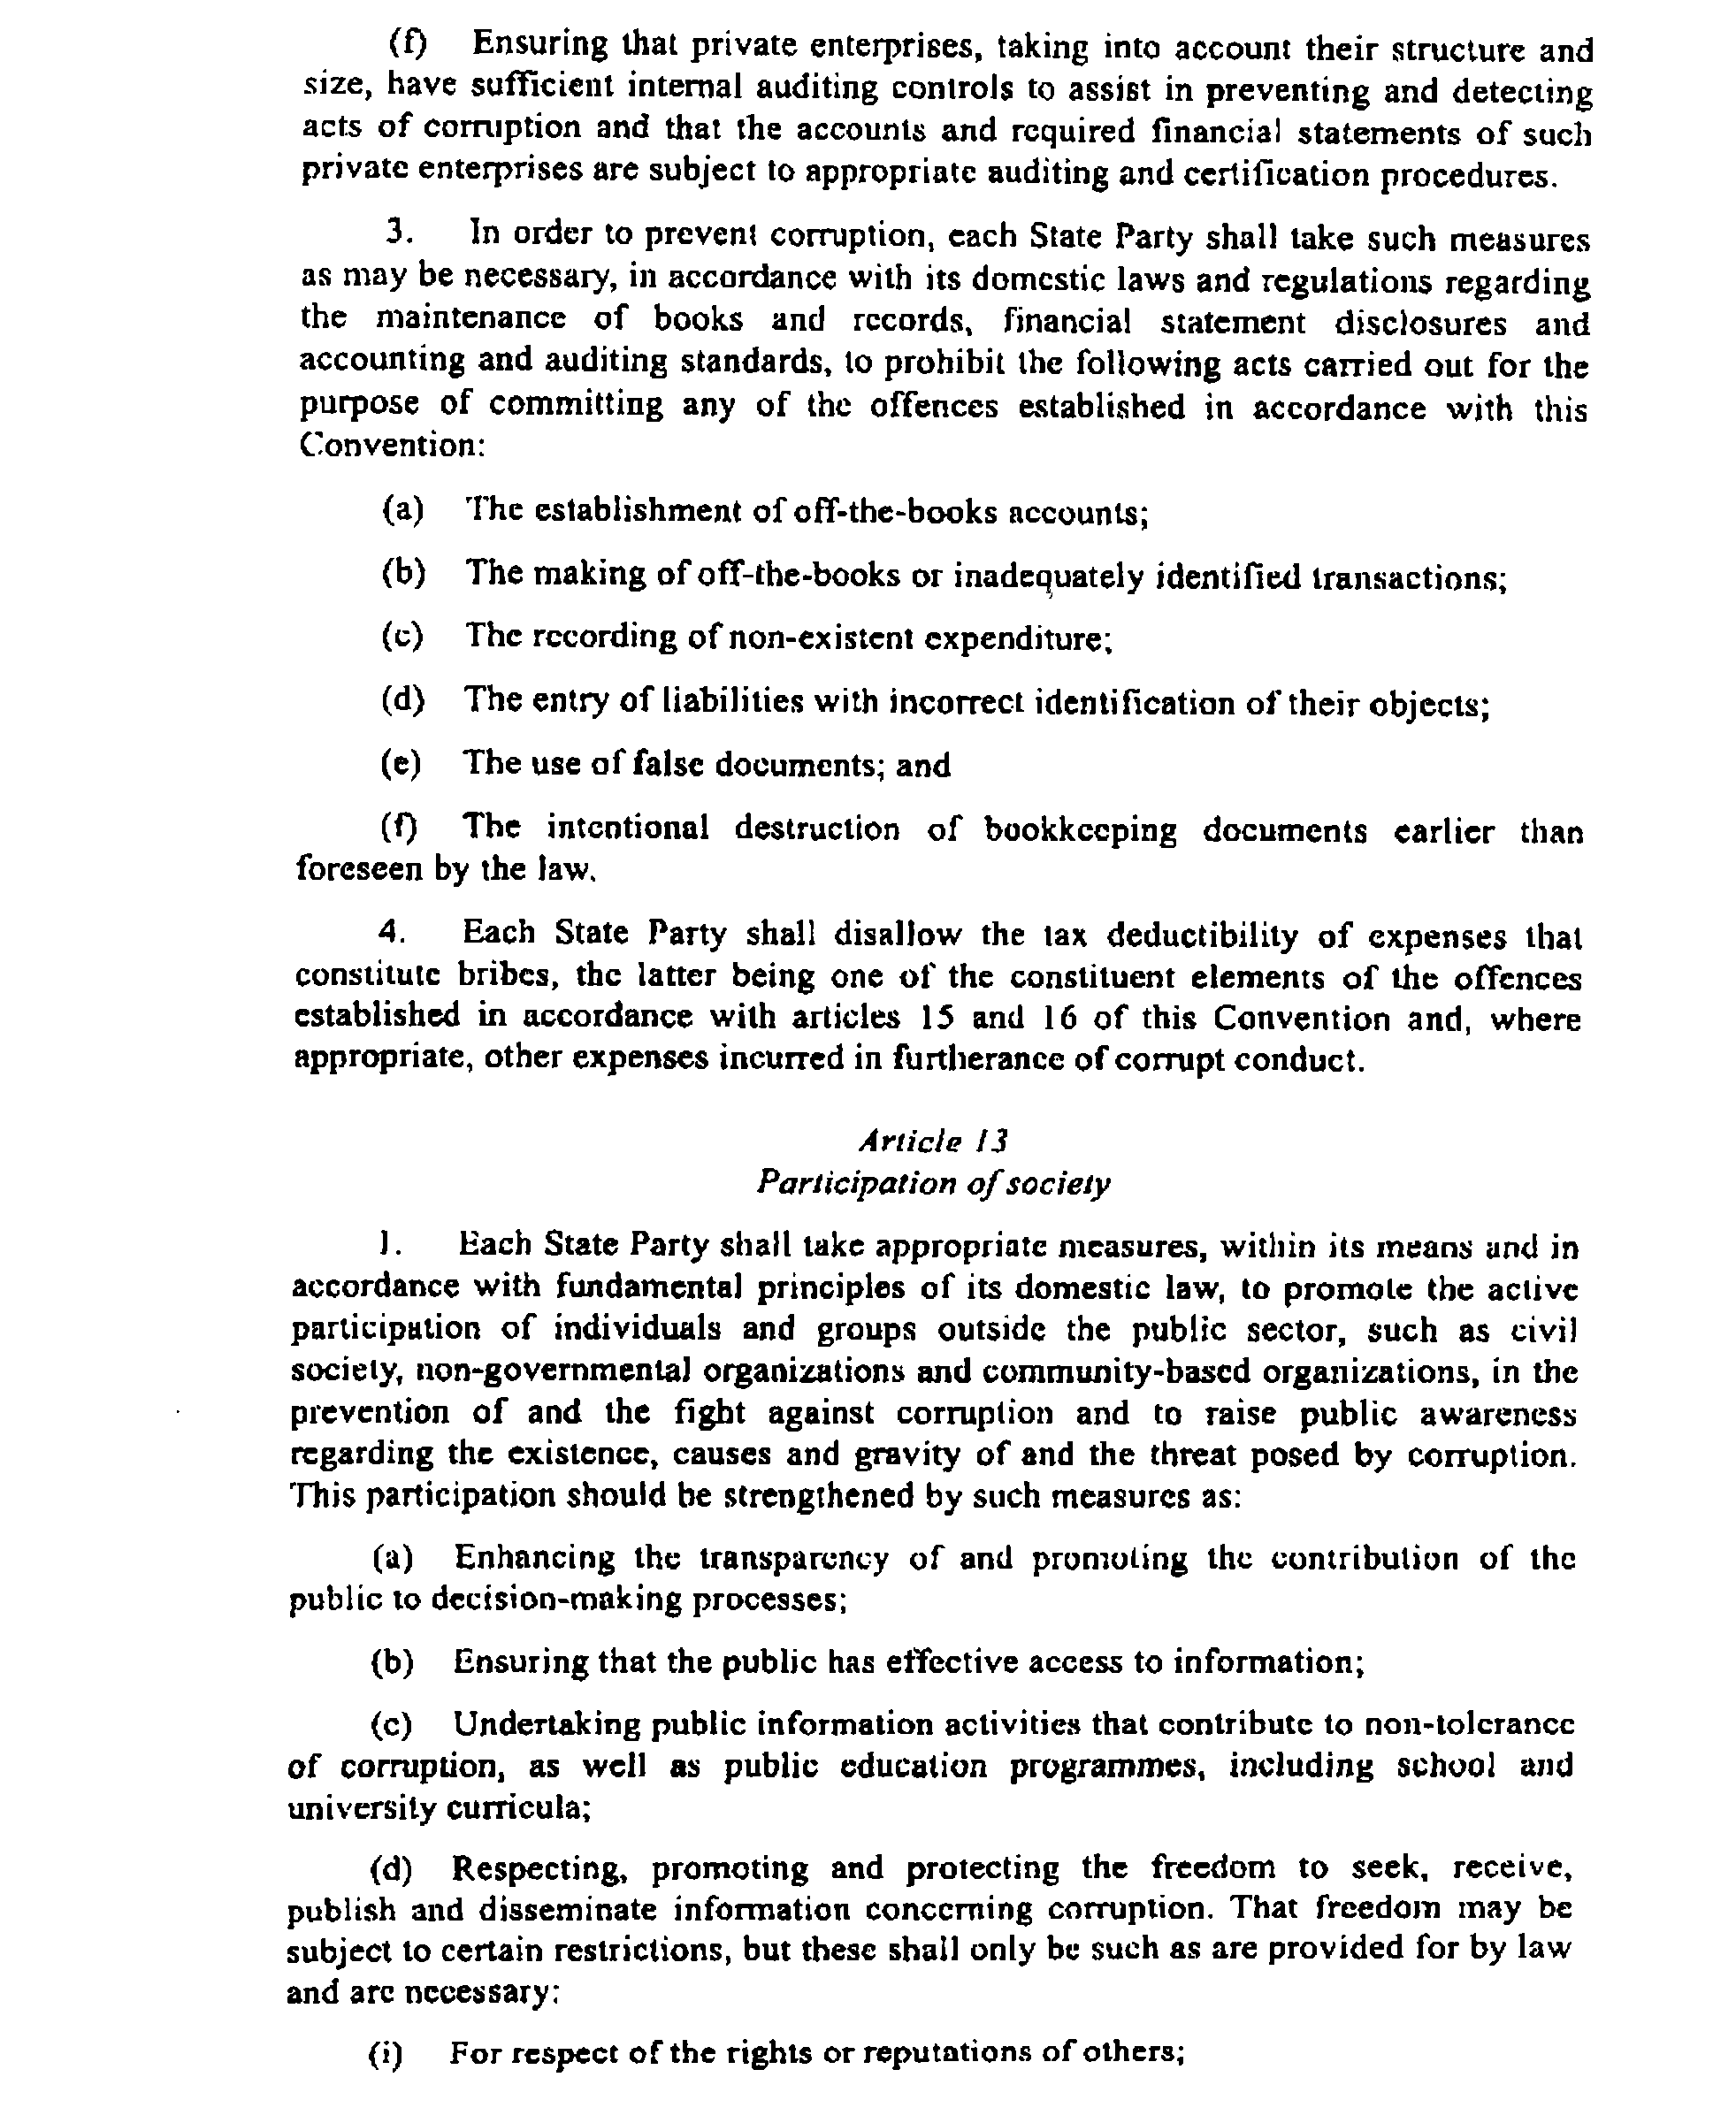 (f) Ensuring that private enterprises, taking into account their structure and
size, have sufficient internal auditing controls to assist in preventing and detecting
acts of corruption and that the accounts and required financial statements of such
private enterprises are subject to appropriate auditing and certification procedures.
3. In order to prevent corruption, each State Party shall take such measures
as may be necessary, in accordance with its domestic laws and regulations regarding
the maintenance of books and records, financial statement disclosures and
accounting and auditing standards, to prohibit the following acts carried out for the
purpose of committing any of the offences established in accordance with this
Convention:
(a) The establishment of off-the-books accounts;
(b) The making of off-the-books or inadequately identified transactions;
(c) The recording of non-existent expenditure;
(d) The entry of liabilities with incorrect identification of their objects;
(e) The use of false documents; and
(f) The intentional destruction of bookkeeping documents earlier than
foreseen by the law.
4. Each State Party shall disallow the tax deductibility of expenses that
constitute bribes, the latter being one of the constituent elements of the offences
established in accordance with articles 15 and 16 of this Convention and, where
appropriate, other expenses incurred in furtherance of corrupt conduct.
Article 13
Participation of society
1. Each State Party shall take appropriate measures, within its means and in
accordance with fundamental principles of its domestic law, to promote the active
participation of individuals and groups outside the public sector, such as civil
society, non-governmental organizations and community-based organizations, in the
prevention of and the fight against corruption and to raise public awareness
regarding the existence, causes and gravity of and the threat posed by corruption.
This participation should be strengthened by such measures as:
(a) Enhancing the transparency of and promoting the contribution of the
public to decision-making processes;
(b) Ensuring that the public has effective access to information;
(c) Undertaking public information activities that contribute to non-tolerance
of corruption, as well as public education programmes, including school and
university curricula;
(d) Respecting, promoting and protecting the freedom to seek, receive,
publish and disseminate information concerning corruption. That freedom may be
subject to certain restrictions, but these shall only be such as are provided for by law
and are necessary:
(i) For respect of the rights or reputations of others;